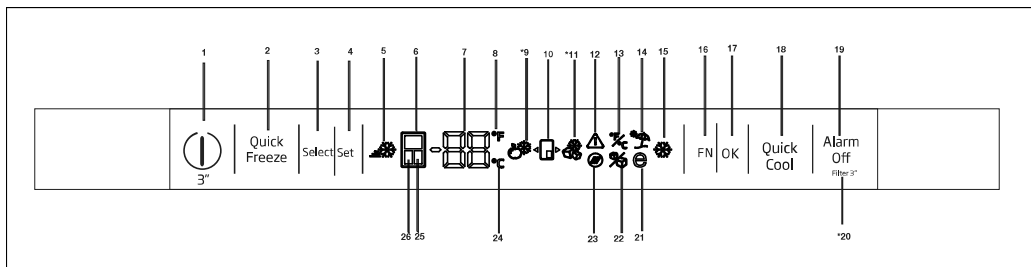 1 2 3 4 5 6 7 8 *9 10 *11 12 13 14 15 16 17 18 19
Quick Freeze
Select Set
°F
°C
°F/°C
FN OK
Quick Cool
Alarm Off
Filter 3"
3"
26 25 24 23 22 21 *20